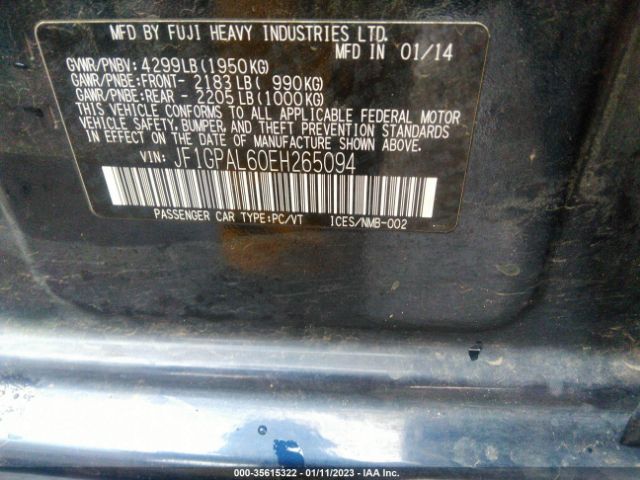 MFD BY FUJI HEAVY INDUSTRIES LTD.
MFD IN 01/14
GVWR/PNBV: 4299LB (1950KG)
GAWR/PNBE: FRONT- 2183 LB ( 990KG)
GAWR/PNBE: REAR - 2205 LB (1000KG)
THIS VEHICLE CONFORMS TO ALL APPLICABLE FEDERAL MOTOR
VEHICLE SAFETY, BUMPER, AND THEFT PREVENTION STANDARDS
IN EFFECT ON THE DATE OF MANUFACTURE SHOWN ABOVE.
VIN: JF1GPAL60EH265094
PASSENGER CAR TYPE:PC/VT ICES/NMB-002
000-35615322 - 01/11/2023 - IAA Inc.